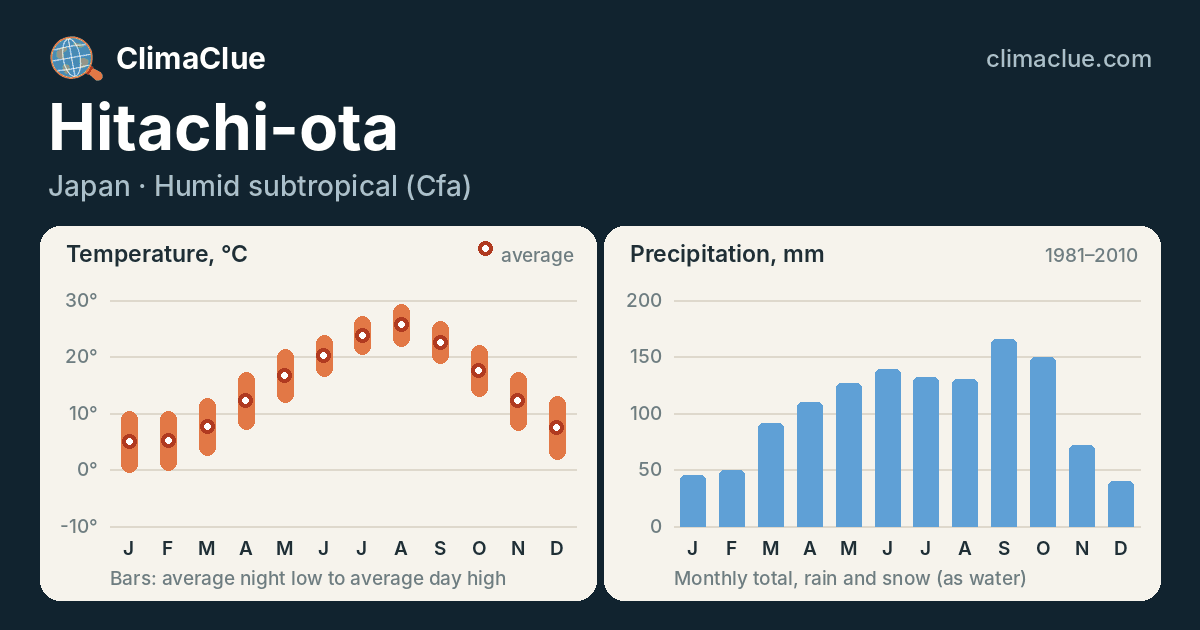 ClimaClue
climaclue.com
Hitachi-ota
Japan · Humid subtropical (Cfa)
Temperature, °C
average
30°
20°
10°
0°
-10°
J F M A M J J A S O N D
Bars: average night low to average day high
Precipitation, mm
1981–2010
200
150
100
50
0
J F M A M J J A S O N D
Monthly total, rain and snow (as water)